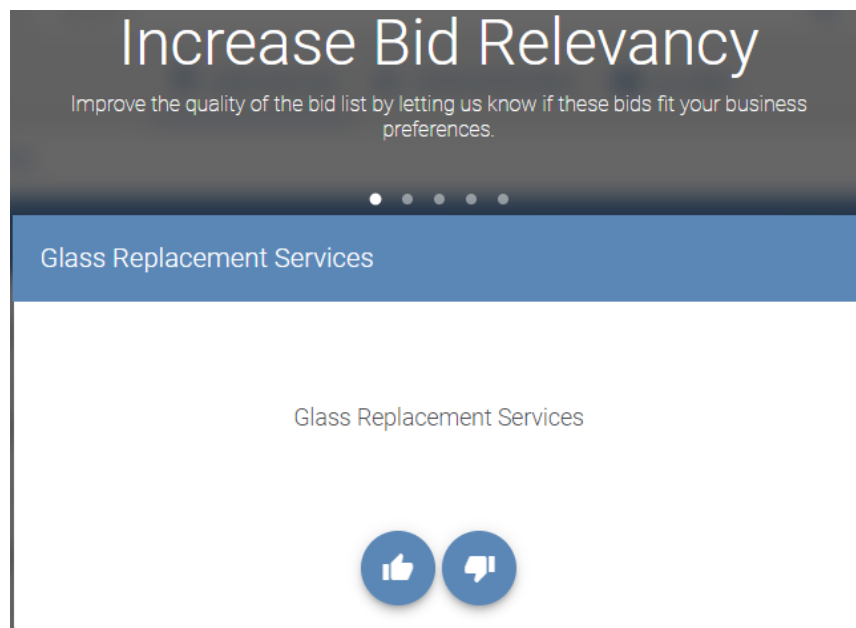 Increase Bid Relevancy
Improve the quality of the bid list by letting us know if these bids fit your business
preferences.
Glass Replacement Services
Glass Replacement Services